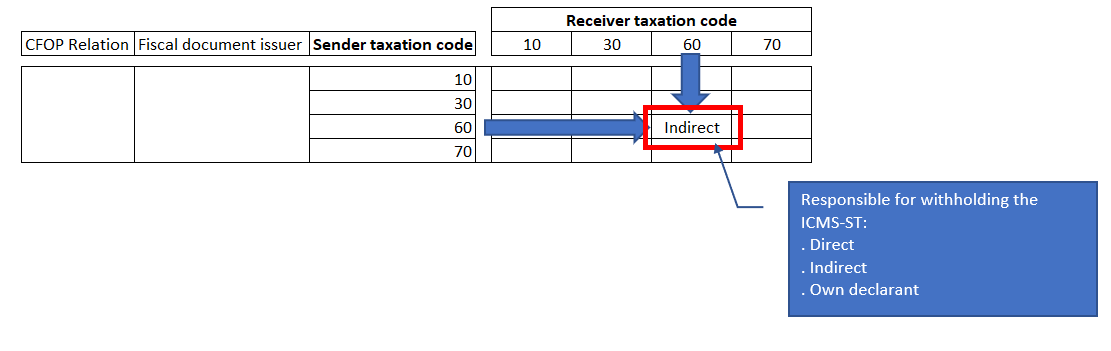 Receiver taxation code
CFOP Relation Fiscal document issuer Sender taxation code 10 30 60 70
10
30
60 Indirect
70
Responsible for withholding the
ICMS-ST:
. Direct
. Indirect
. Own declarant